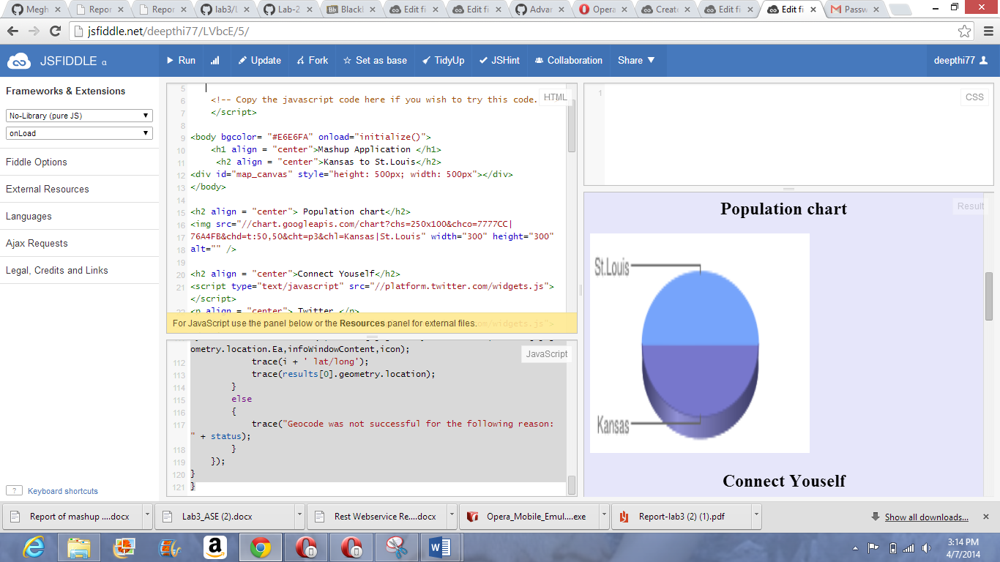 Megh
Repor
Repor
lab3/L
Lab-2
Bb
Black
Edit fi
Edit fi
Advar
Opera
Create
Edit fi
Edit fi
Passw
jsfiddle.net/deepthi77/LVbcE/5/
JSFIDDLE α
Run
Update
Fork
Set as base
TidyUp
JSHint
Collaboration
Share
deepthi77
Frameworks & Extensions
No-Library (pure JS)
onLoad
Fiddle Options
External Resources
Languages
Ajax Requests
Legal, Credits and Links
? Keyboard shortcuts
HTML
5
6 <!-- Copy the javascript code here if you wish to try this code.
7 </script>
8
9 <body bgcolor= "#E6E6FA" onload="initialize()">
10 <h1 align = "center">Mashup Application </h1>
11 <h2 align = "center">Kansas to St.Louis</h2>
12 <div id="map_canvas" style="height: 500px; width: 500px"></div>
13 </body>
14
15 <h2 align = "center"> Population chart</h2>
16 <img src="//chart.googleapis.com/chart?chs=250x100&chco=7777CC|
17 76A4FB&chd=t:50,50&cht=p3&chl=Kansas|St.Louis" width="300" height="300"
18 alt="" />
19
20 <h2 align = "center">Connect Youself</h2>
21 <script type="text/javascript" src="//platform.twitter.com/widgets.js">
</script>
22 <p align = "center"> Twitter </p>
For JavaScript use the panel below or the Resources panel for external files.
JavaScript
ometry.location.Ea,infoWindowContent,icon);
112 trace(i + ' lat/long');
113 trace(results[0].geometry.location);
114 }
115 else
116 {
117 trace("Geocode was not successful for the following reason:
" + status);
118 }
119 });
120 }
121 }
1
CSS
Result
Population chart
St.Louis
Kansas
Connect Youself
Report of mashup ....docx
Lab3_ASE (2).docx
Rest Webservice Re....docx
Opera_Mobile_Emul....exe
Report-lab3 (2) (1).pdf
Show all downloads...
3:14 PM
4/7/2014